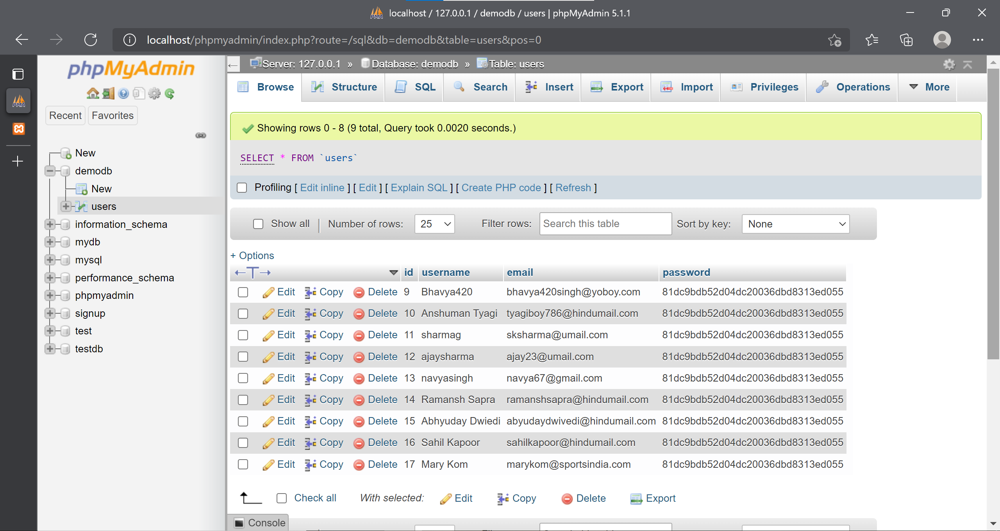 localhost / 127.0.0.1 / demodb / users | phpMyAdmin 5.1.1
localhost/phpmyadmin/index.php?route=/sql&db=demodb&table=users&pos=0
phpMyAdmin
Recent Favorites
New
demodb
New
users
information_schema
mydb
mysql
performance_schema
phpmyadmin
signup
test
testdb
Server: 127.0.0.1 » Database: demodb » Table: users
Browse Structure SQL Search Insert Export Import Privileges Operations More
Showing rows 0 - 8 (9 total, Query took 0.0020 seconds.)
SELECT * FROM `users`
Profiling [ Edit inline ] [ Edit ] [ Explain SQL ] [ Create PHP code ] [ Refresh ]
Show all Number of rows: 25 Filter rows: Search this table Sort by key: None
+ Options
←T→ id username email password
Edit Copy Delete 9 Bhavya420 bhavya420singh@yoboy.com 81dc9bdb52d04dc20036dbd8313ed055
Edit Copy Delete 10 Anshuman Tyagi tyagiboy786@hindumail.com 81dc9bdb52d04dc20036dbd8313ed055
Edit Copy Delete 11 sharmag sksharma@umail.com 81dc9bdb52d04dc20036dbd8313ed055
Edit Copy Delete 12 ajaysharma ajay23@umail.com 81dc9bdb52d04dc20036dbd8313ed055
Edit Copy Delete 13 navyasingh navya67@gmail.com 81dc9bdb52d04dc20036dbd8313ed055
Edit Copy Delete 14 Ramansh Sapra ramanshsapra@hindumail.com 81dc9bdb52d04dc20036dbd8313ed055
Edit Copy Delete 15 Abhyuday Dwiedi abyudaydwivedi@hindumail.com 81dc9bdb52d04dc20036dbd8313ed055
Edit Copy Delete 16 Sahil Kapoor sahilkapoor@hindumail.com 81dc9bdb52d04dc20036dbd8313ed055
Edit Copy Delete 17 Mary Kom marykom@sportsindia.com 81dc9bdb52d04dc20036dbd8313ed055
Check all With selected: Edit Copy Delete Export
Console